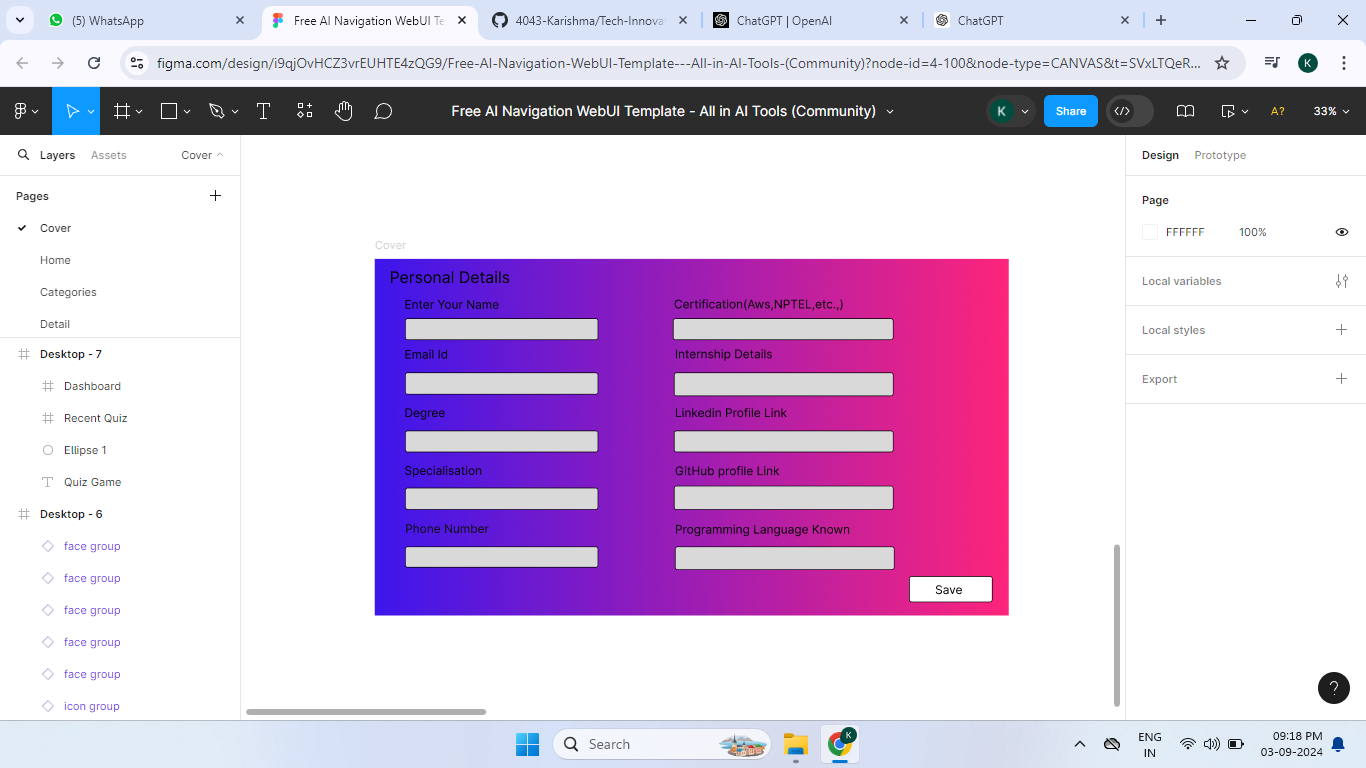 (5) WhatsApp
Free AI Navigation WebUI Te
4043-Karishma/Tech-Innova
ChatGPT | OpenAI
ChatGPT
figma.com/design/i9qjOvHCZ3vrEUHTE4zQG9/Free-AI-Navigation-WebUI-Template---All-in-AI-Tools-(Community)?node-id=4-100&node-type=CANVAS&t=SVxLTQeR...
K
Free AI Navigation WebUI Template - All in AI Tools (Community)
K
Share
A?
33%
Layers
Assets
Cover
Design
Prototype
Pages
Cover
Home
Categories
Detail
Desktop - 7
Dashboard
Recent Quiz
Ellipse 1
Quiz Game
Desktop - 6
face group
face group
face group
face group
face group
icon group
Cover
Personal Details
Enter Your Name
Certification(Aws,NPTEL,etc.,)
Email Id
Internship Details
Degree
Linkedin Profile Link
Specialisation
GitHub profile Link
Phone Number
Programming Language Known
Save
Page
FFFFFF
100%
Local variables
Local styles
Export
?
Search
K
ENG
IN
09:18 PM
03-09-2024